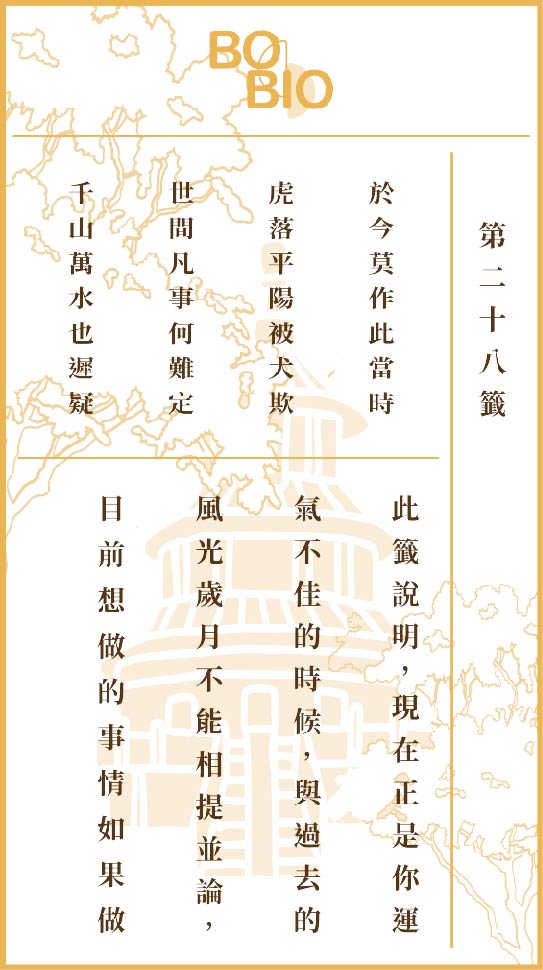 BO
BIO
第二十八籤
於今莫作此當時
虎落平陽被犬欺
世間凡事何難定
千山萬水也遲疑
此籤說明，現在正是你運
氣不佳的時候，與過去的
風光歲月不能相提並論，
目前想做的事情如果做